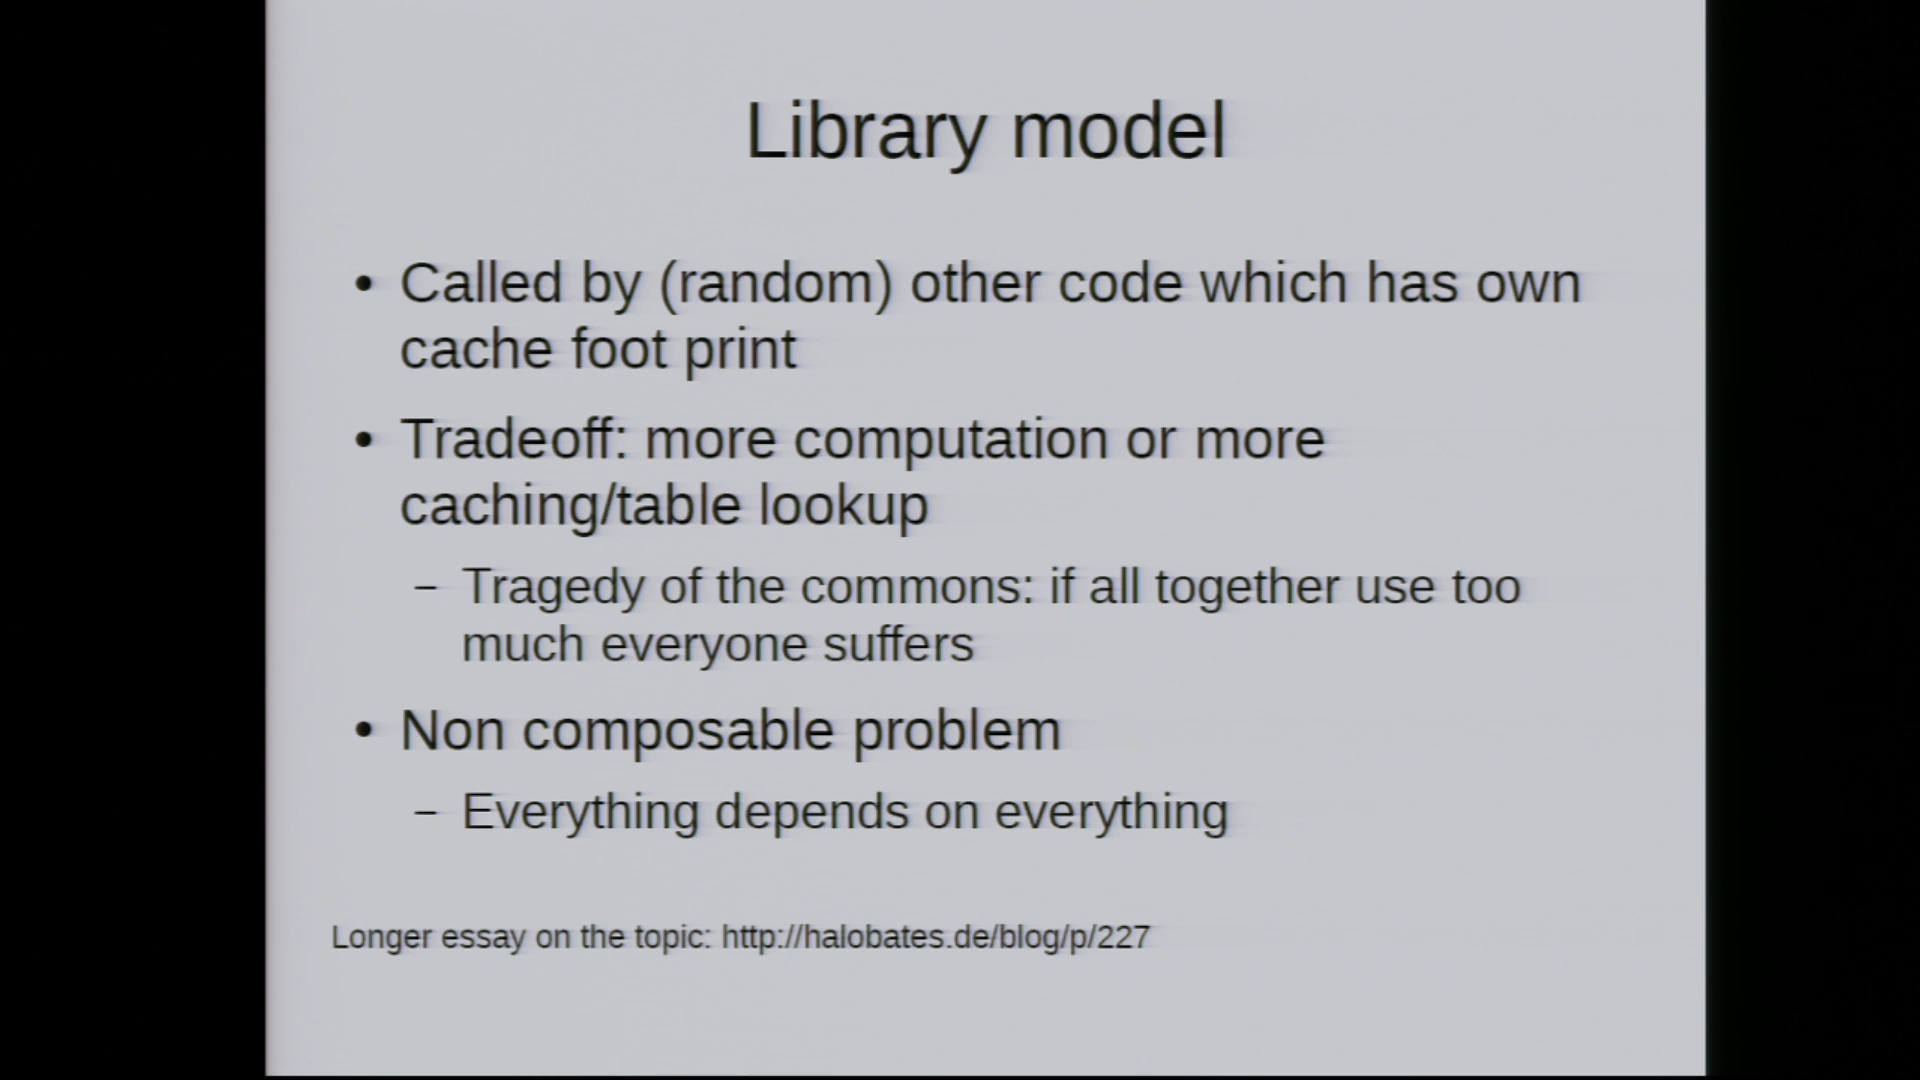 Library model
• Called by (random) other code which has own
cache foot print
• Tradeoff: more computation or more
caching/table lookup
– Tragedy of the commons: if all together use too
much everyone suffers
• Non composable problem
– Everything depends on everything
Longer essay on the topic: http://halobates.de/blog/p/227